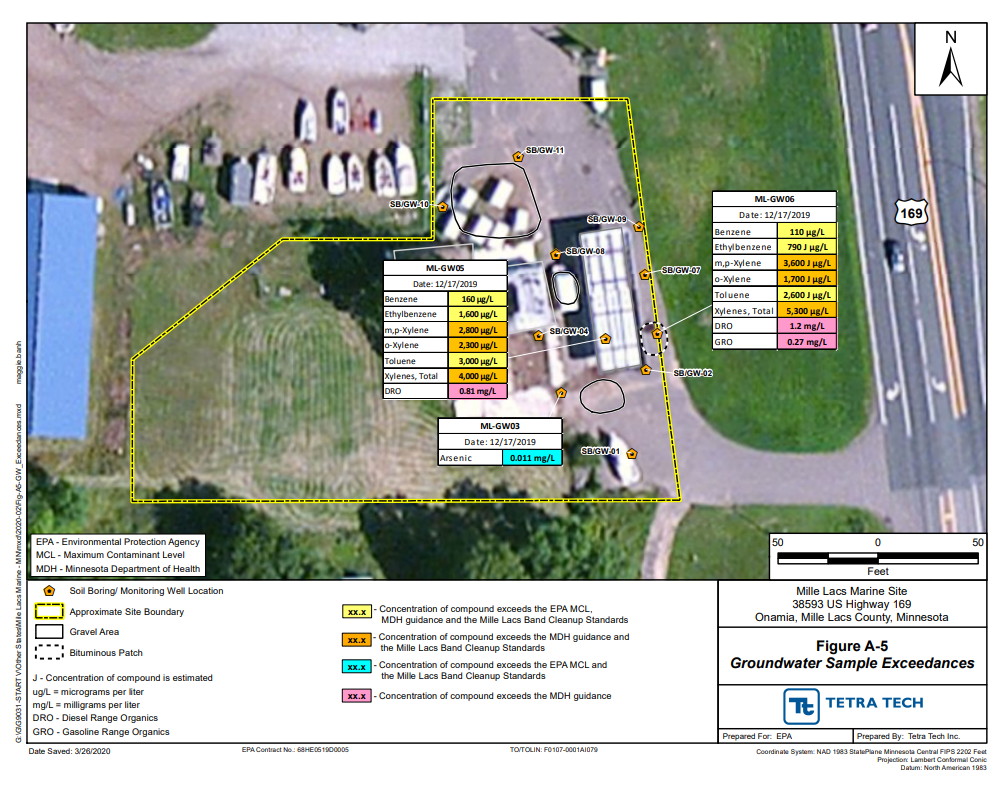 N
169
SB/GW-11
SB/GW-10
SB/GW-09
SB/GW-08
SB/GW-07
SB/GW-04
SB/GW-02
SB/GW-01
ML-GW06
Date: 12/17/2019
Benzene 110 µg/L
Ethylbenzene 790 J µg/L
m,p-Xylene 3,600 J µg/L
o-Xylene 1,700 J µg/L
Toluene 2,600 J µg/L
Xylenes, Total 5,300 µg/L
DRO 1.2 mg/L
GRO 0.27 mg/L
ML-GW05
Date: 12/17/2019
Benzene 160 µg/L
Ethylbenzene 1,600 µg/L
m,p-Xylene 2,800 µg/L
o-Xylene 2,300 µg/L
Toluene 3,000 µg/L
Xylenes, Total 4,000 µg/L
DRO 0.81 mg/L
ML-GW03
Date: 12/17/2019
Arsenic 0.011 mg/L
EPA - Environmental Protection Agency
MCL - Maximum Contaminant Level
MDH - Minnesota Department of Health
50 0 50
Feet
Soil Boring/ Monitoring Well Location
Approximate Site Boundary
Gravel Area
Bituminous Patch
J - Concentration of compound is estimated
ug/L = micrograms per liter
mg/L = milligrams per liter
DRO - Diesel Range Organics
GRO - Gasoline Range Organics
xx.x - Concentration of compound exceeds the EPA MCL,
MDH guidance and the Mille Lacs Band Cleanup Standards
xx.x - Concentration of compound exceeds the MDH guidance and
the Mille Lacs Band Cleanup Standards
xx.x - Concentration of compound exceeds the EPA MCL and
the Mille Lacs Band Cleanup Standards
xx.x - Concentration of compound exceeds the MDH guidance
Mille Lacs Marine Site
38593 US Highway 169
Onamia, Mille Lacs County, Minnesota
Figure A-5
Groundwater Sample Exceedances
Tt TETRA TECH
Prepared For: EPA Prepared By: Tetra Tech Inc.
Date Saved: 3/26/2020 EPA Contract No.: 68HE0519D0005 TO/TOLIN: F0107-0001AI079
Coordinate System: NAD 1983 StatePlane Minnesota Central FIPS 2202 Feet
Projection: Lambert Conformal Conic
Datum: North American 1983
maggie.banh